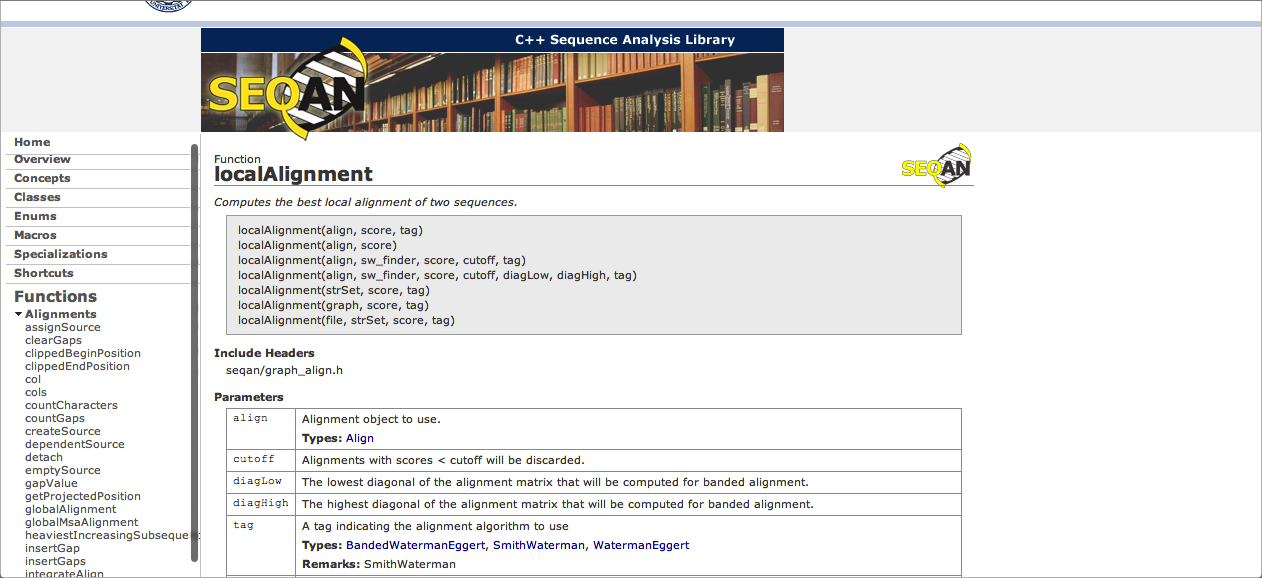 UNIVERSITÄT
C++ Sequence Analysis Library
SEQAN
Home
Overview
Concepts
Classes
Enums
Macros
Specializations
Shortcuts
Functions
Alignments
assignSource
clearGaps
clippedBeginPosition
clippedEndPosition
col
cols
countCharacters
countGaps
createSource
dependentSource
detach
emptySource
gapValue
getProjectedPosition
globalAlignment
globalMsaAlignment
heaviestIncreasingSubseque
insertGap
insertGaps
integrateAlign
Function
localAlignment
SEQAN
Computes the best local alignment of two sequences.
localAlignment(align, score, tag)
localAlignment(align, score)
localAlignment(align, sw_finder, score, cutoff, tag)
localAlignment(align, sw_finder, score, cutoff, diagLow, diagHigh, tag)
localAlignment(strSet, score, tag)
localAlignment(graph, score, tag)
localAlignment(file, strSet, score, tag)
Include Headers
seqan/graph_align.h
Parameters
align Alignment object to use.
Types: Align
cutoff Alignments with scores < cutoff will be discarded.
diagLow The lowest diagonal of the alignment matrix that will be computed for banded alignment.
diagHigh The highest diagonal of the alignment matrix that will be computed for banded alignment.
tag A tag indicating the alignment algorithm to use
Types: BandedWatermanEggert, SmithWaterman, WatermanEggert
Remarks: SmithWaterman